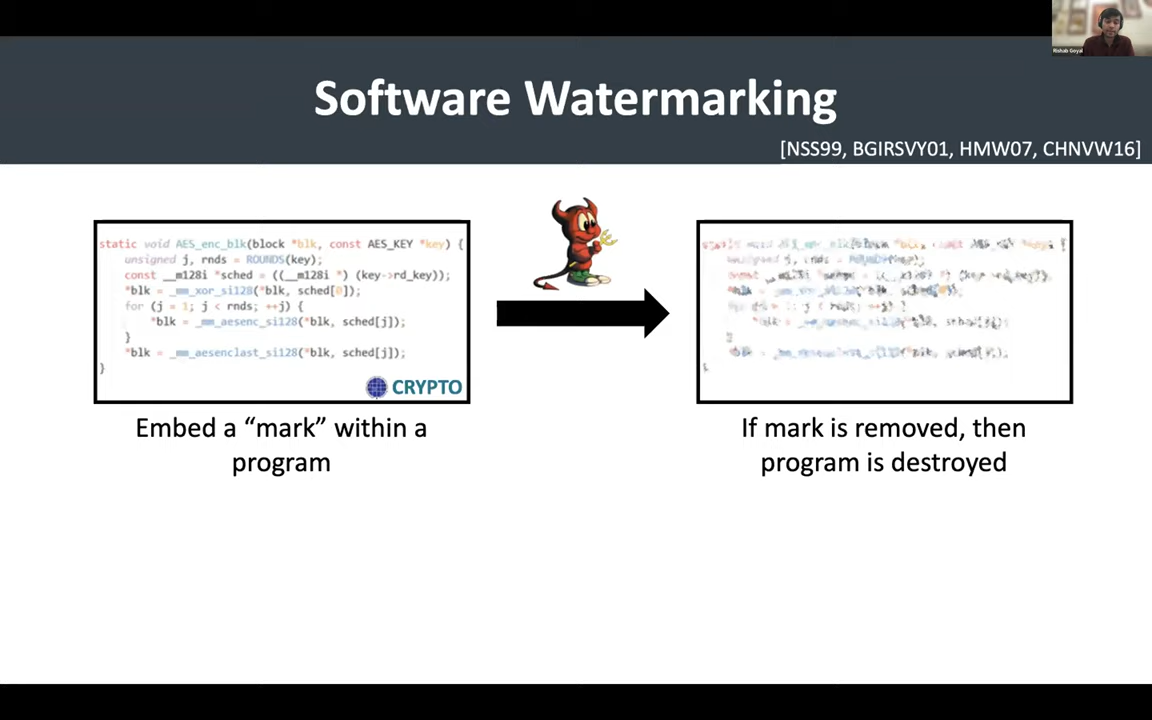 Rishab Goyal
Software Watermarking
[NSS99, BGIRSVY01, HMW07, CHNVW16]
static void AES_enc_blk(block *blk, const AES_KEY *key) {
unsigned j, rnds = ROUNDS(key);
const __m128i *sched = ((__m128i *) (key->rd_key));
*blk = _mm_xor_si128(*blk, sched[0]);
for (j = 1; j < rnds; ++j) {
*blk = _mm_aesenc_si128(*blk, sched[j]);
}
*blk = _mm_aesenclast_si128(*blk, sched[j]);
}
CRYPTO
Embed a “mark” within a
program
If mark is removed, then
program is destroyed